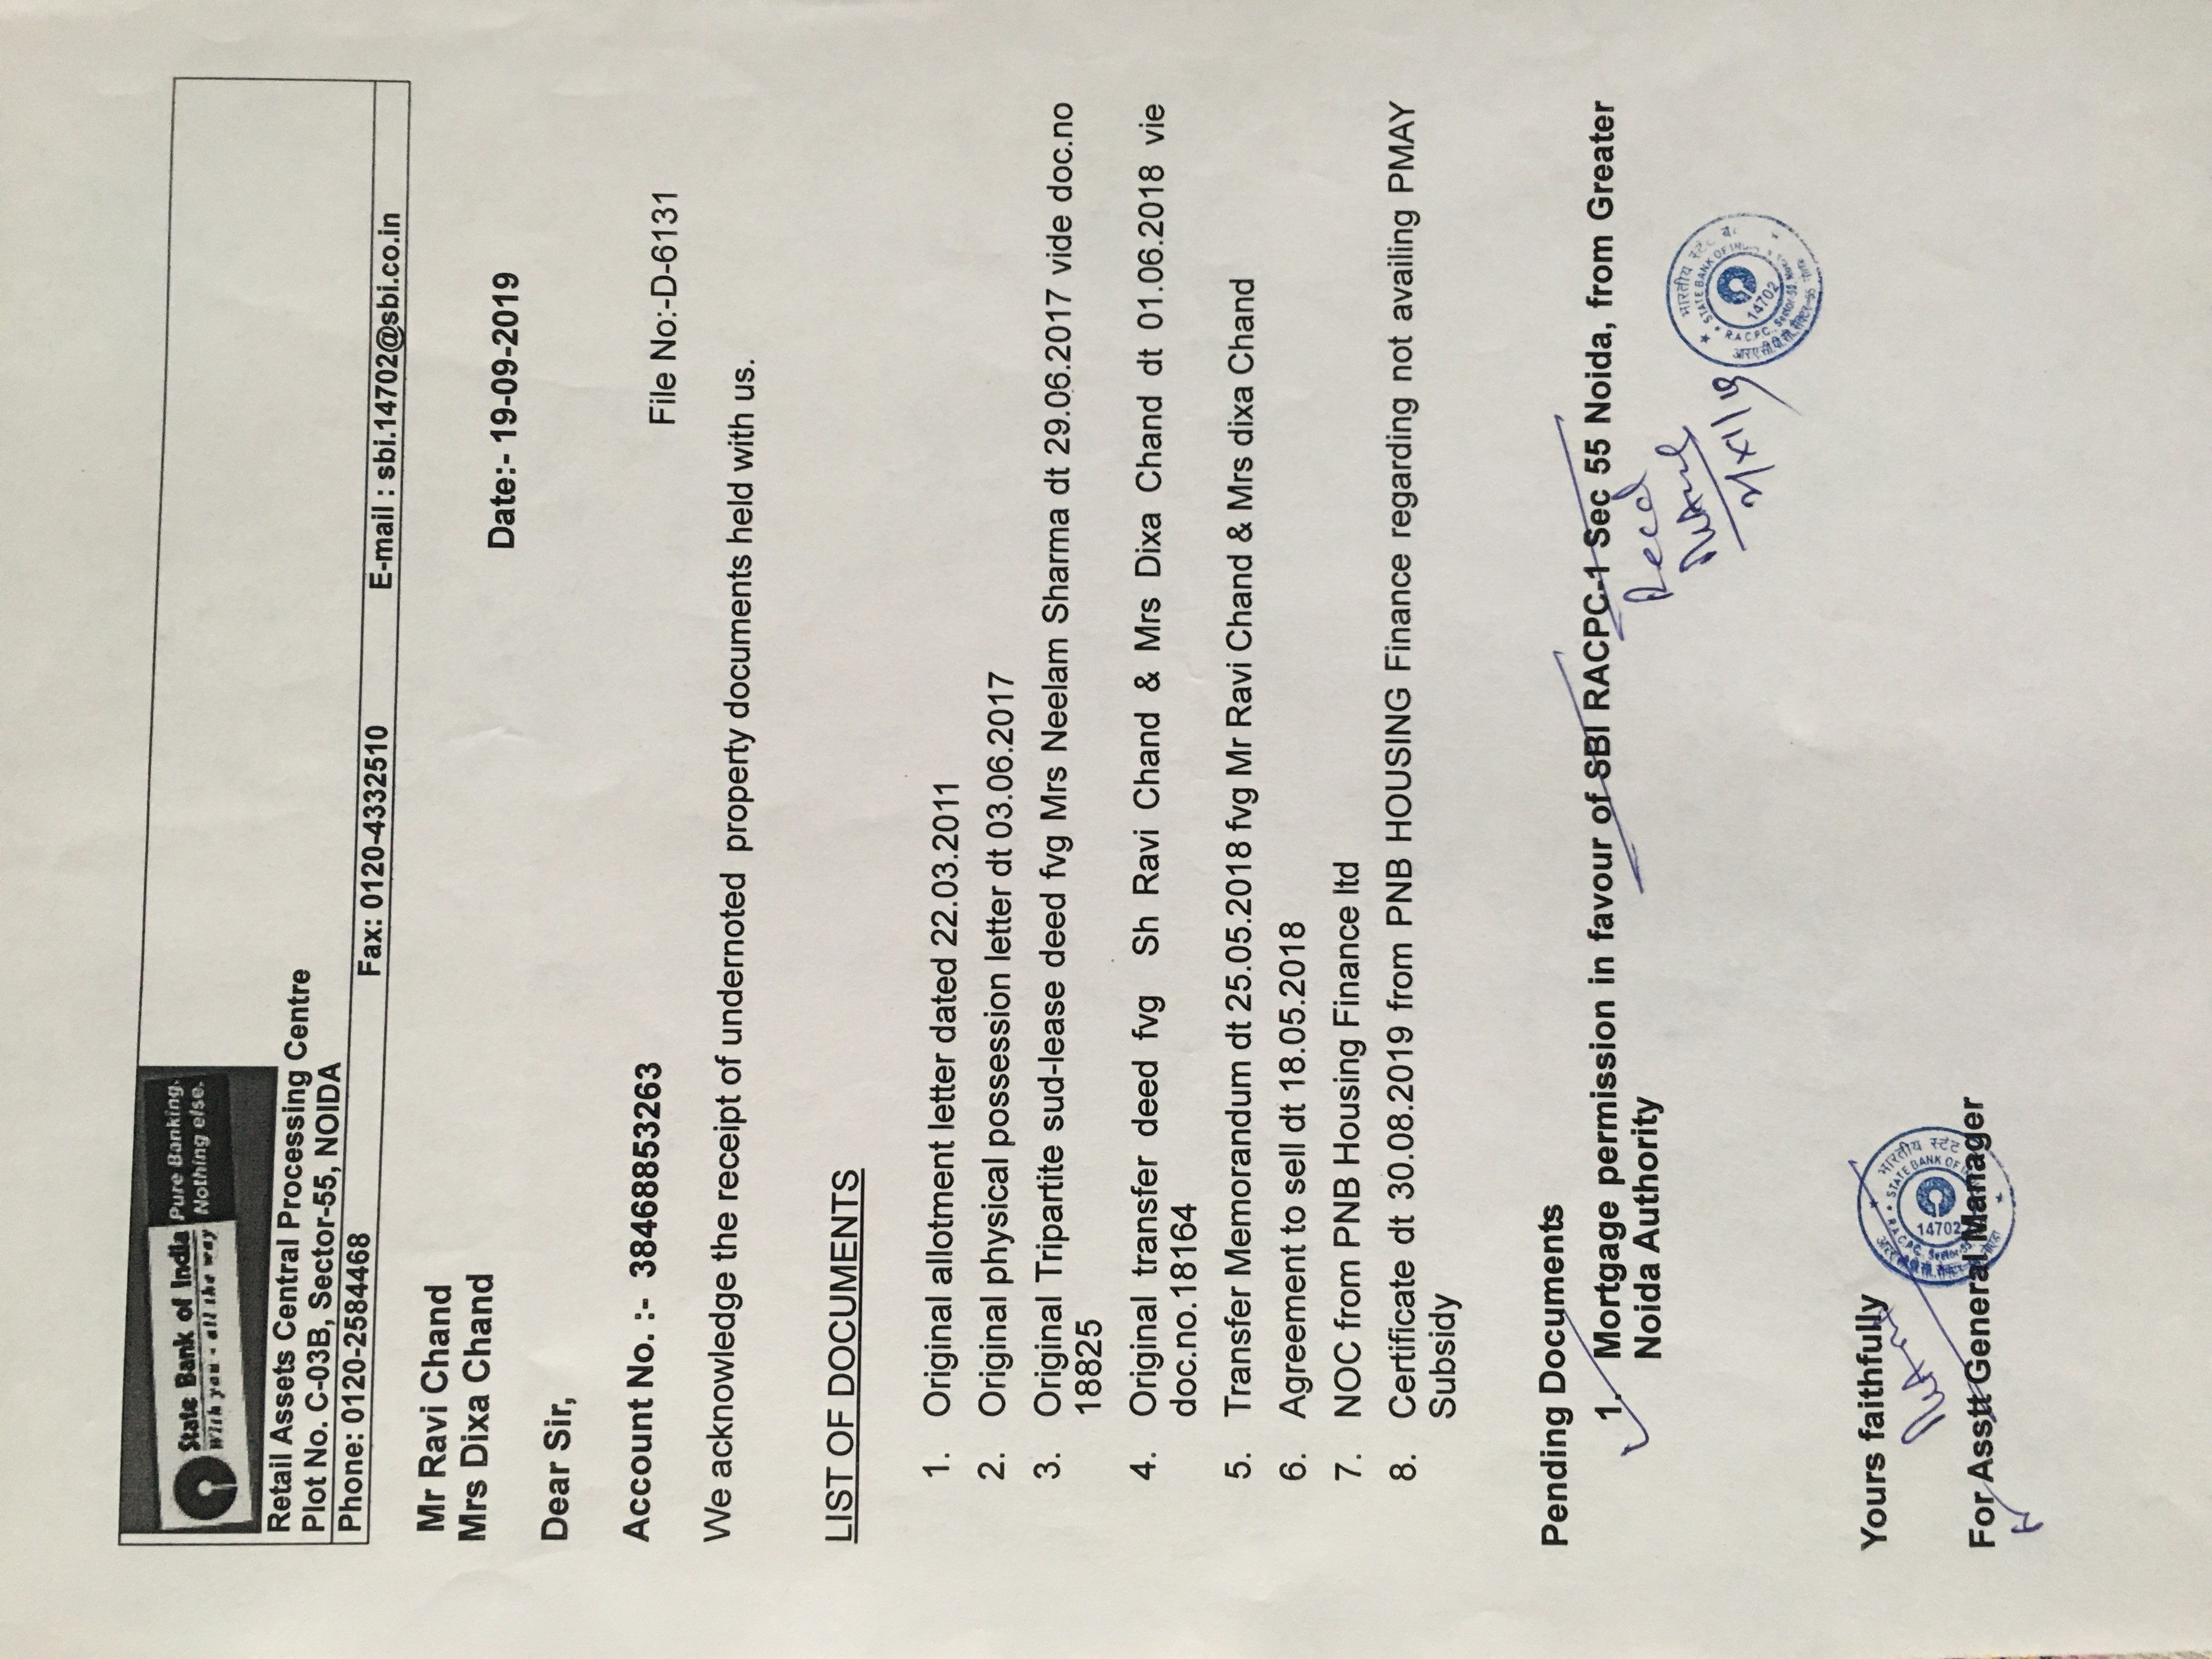 State Bank of India
With you - all the way
Pure Banking.
Nothing else.
Retail Assets Central Processing Centre
Plot No. C-03B, Sector-55, NOIDA
Phone: 0120-2584468 Fax: 0120-4332510 E-mail : sbi.14702@sbi.co.in
Mr Ravi Chand
Mrs Dixa Chand
Date:- 19-09-2019
Dear Sir,
Account No. :- 38468853263
File No:-D-6131
We acknowledge the receipt of undernoted property documents held with us.
LIST OF DOCUMENTS
1. Original allotment letter dated 22.03.2011
2. Original physical possession letter dt 03.06.2017
3. Original Tripartite sud-lease deed fvg Mrs Neelam Sharma dt 29.06.2017 vide doc.no
18825
4. Original transfer deed fvg Sh Ravi Chand & Mrs Dixa Chand dt 01.06.2018 vie
doc.no.18164
5. Transfer Memorandum dt 25.05.2018 fvg Mr Ravi Chand & Mrs dixa Chand
6. Agreement to sell dt 18.05.2018
7. NOC from PNB Housing Finance ltd
8. Certificate dt 30.08.2019 from PNB HOUSING Finance regarding not availing PMAY
Subsidy
Pending Documents
1. Mortgage permission in favour of SBI RACPC-1 Sec 55 Noida, from Greater
Noida Authority
Recd
2/XI/19
भारतीय स्टेट
STATE BANK OF
RACPC, Sector-55,
14702
Yours faithfully
भारतीय स्टेट
STATE BANK OF
14702
For Asstt General Manager